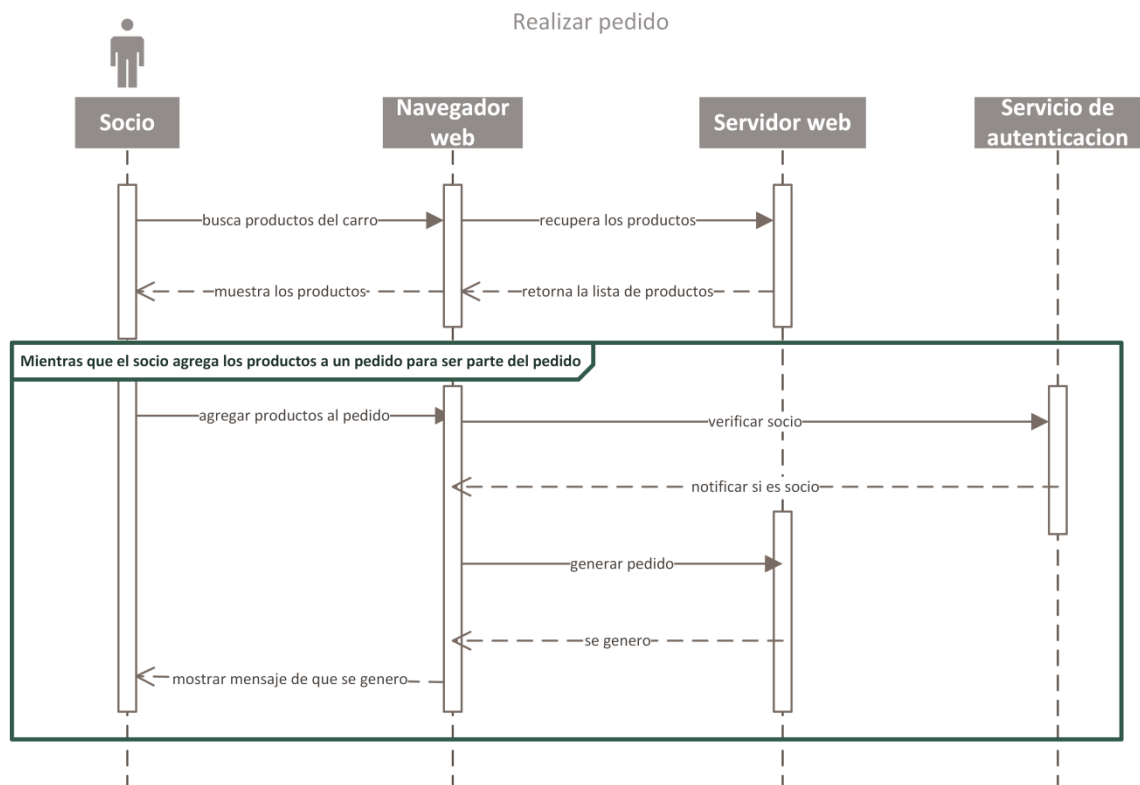 Realizar pedido
Socio
Navegador
web
Servidor web
Servicio de
autenticacion
busca productos del carro
recupera los productos
muestra los productos
retorna la lista de productos
Mientras que el socio agrega los productos a un pedido para ser parte del pedido
agregar productos al pedido
verificar socio
notificar si es socio
generar pedido
se genero
mostrar mensaje de que se genero